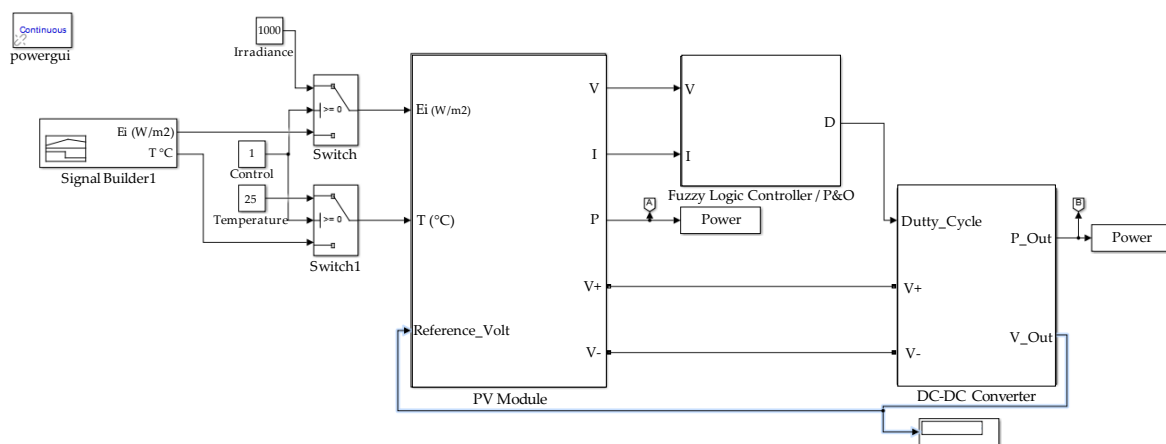 Continuous
powergui
1000
Irradiance
Ei (W/m2)
T °C
Signal Builder1
>= 0
Switch
1
Control
25
Temperature
>= 0
Switch1
Ei (W/m2)
T (°C)
Reference_Volt
V
I
P
V+
V-
PV Module
V
I
D
Fuzzy Logic Controller / P&O
A
Power
Dutty_Cycle
V+
V-
P_Out
V_Out
DC-DC Converter
B
Power